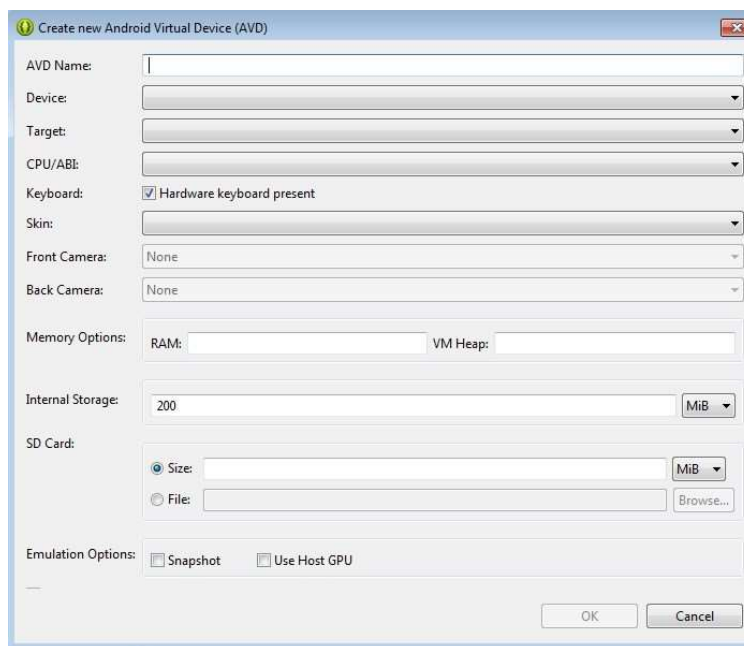 Create new Android Virtual Device (AVD)
AVD Name:
Device:
Target:
CPU/ABI:
Keyboard: Hardware keyboard present
Skin:
Front Camera: None
Back Camera: None
Memory Options: RAM: VM Heap:
Internal Storage: 200 MiB
SD Card:
Size: MiB
File: Browse...
Emulation Options: Snapshot Use Host GPU
OK Cancel